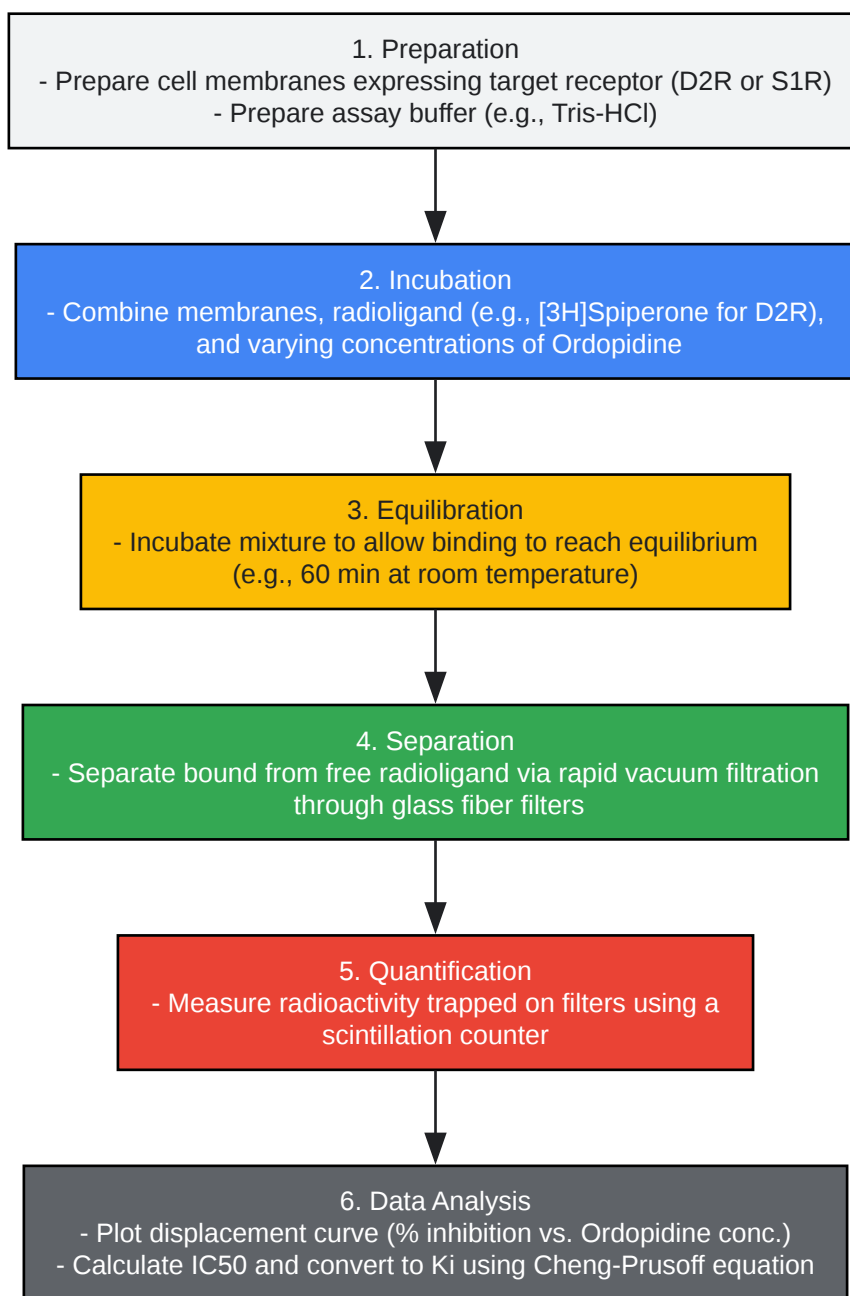 1. Preparation
- Prepare cell membranes expressing target receptor (D2R or S1R)
- Prepare assay buffer (e.g., Tris-HCl)
2. Incubation
- Combine membranes, radioligand (e.g., [3H]Spiperone for D2R),
and varying concentrations of Ordopidine
3. Equilibration
- Incubate mixture to allow binding to reach equilibrium
(e.g., 60 min at room temperature)
4. Separation
- Separate bound from free radioligand via rapid vacuum filtration
through glass fiber filters
5. Quantification
- Measure radioactivity trapped on filters using a
scintillation counter
6. Data Analysis
- Plot displacement curve (% inhibition vs. Ordopidine conc.)
- Calculate IC50 and convert to Ki using Cheng-Prusoff equation